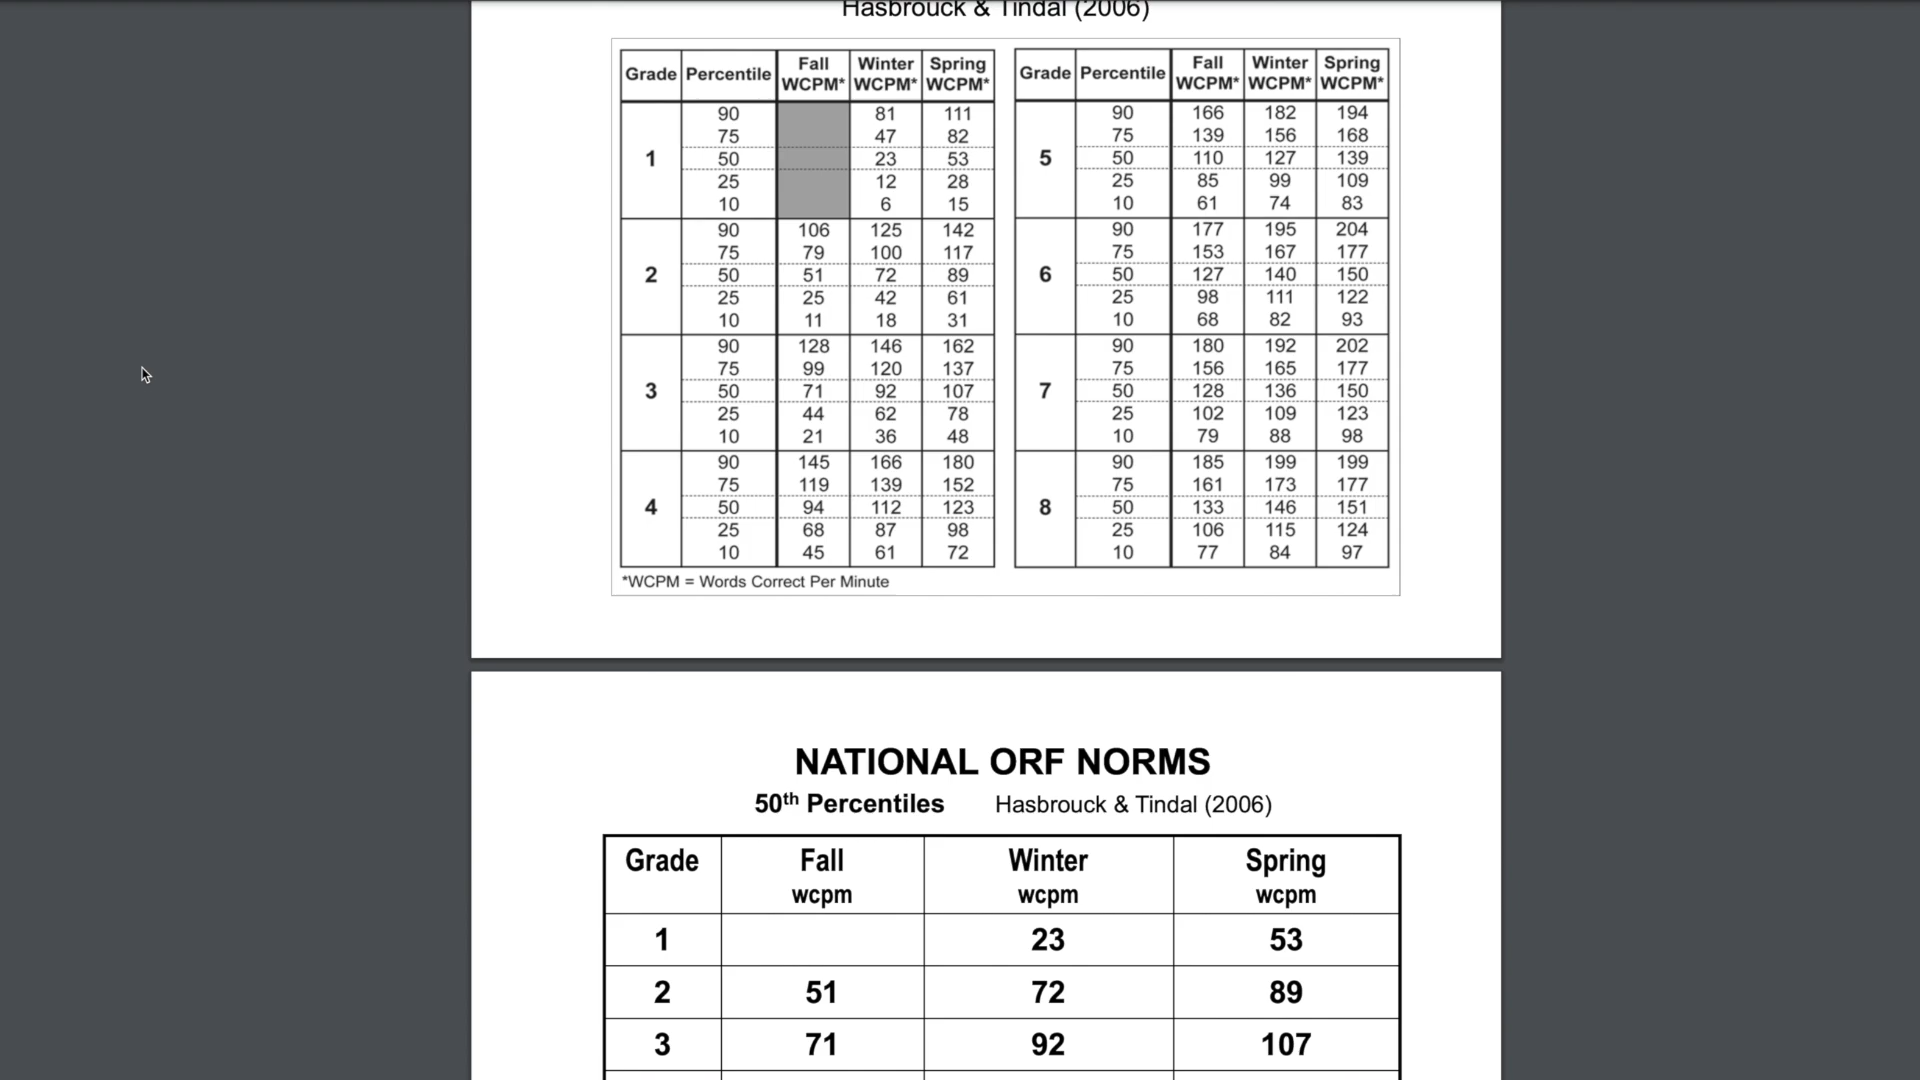 Hasbrouck & Tindal (2006)
Grade Percentile Fall WCPM* Winter WCPM* Spring WCPM*
1
90 81 111
75 47 82
50 23 53
25 12 28
10 6 15
2
90 106 125 142
75 79 100 117
50 51 72 89
25 25 42 61
10 11 18 31
3
90 128 146 162
75 99 120 137
50 71 92 107
25 44 62 78
10 21 36 48
4
90 145 166 180
75 119 139 152
50 94 112 123
25 68 87 98
10 45 61 72
*WCPM = Words Correct Per Minute
Grade Percentile Fall WCPM* Winter WCPM* Spring WCPM*
5
90 166 182 194
75 139 156 168
50 110 127 139
25 85 99 109
10 61 74 83
6
90 177 195 204
75 153 167 177
50 127 140 150
25 98 111 122
10 68 82 93
7
90 180 192 202
75 156 165 177
50 128 136 150
25 102 109 123
10 79 88 98
8
90 185 199 199
75 161 173 177
50 133 146 151
25 106 115 124
10 77 84 97
NATIONAL ORF NORMS
50th Percentiles Hasbrouck & Tindal (2006)
Grade Fall Winter Spring
wcpm wcpm wcpm
1 23 53
2 51 72 89
3 71 92 107